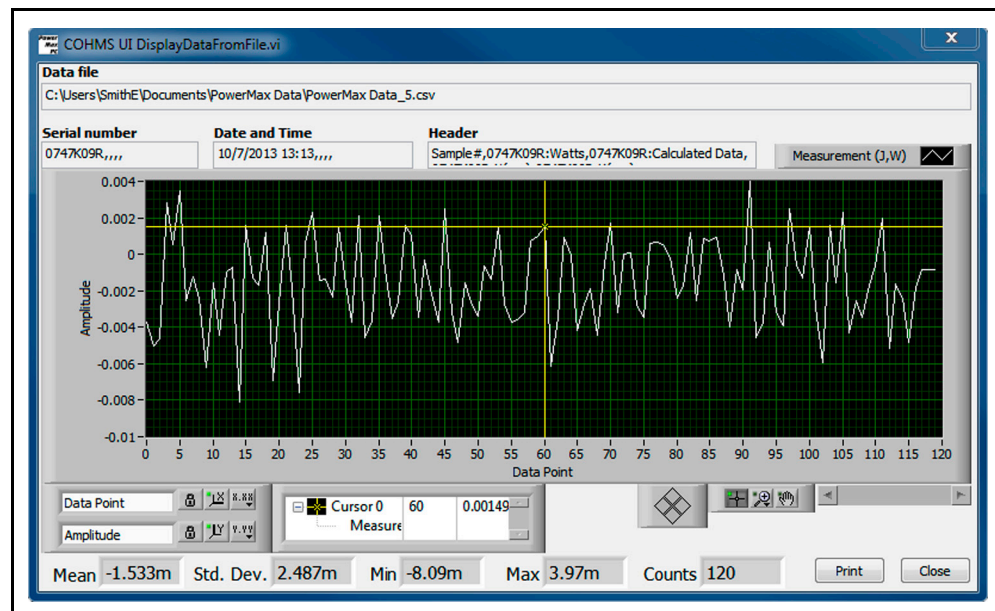 Power Max PC COHMS UI DisplayDataFromFile.vi X
Data file
C:\Users\SmithE\Documents\PowerMax Data\PowerMax Data_5.csv
Serial number Date and Time Header
0747K09R,,,, 10/7/2013 13:13,,,, Sample#,0747K09R:Watts,0747K09R:Calculated Data,
Measurement (J,W)
0.004
0.002
0
-0.002
-0.004
-0.006
-0.008
-0.01
Amplitude
0 5 10 15 20 25 30 35 40 45 50 55 60 65 70 75 80 85 90 95 100 105 110 115 120
Data Point
Data Point X X.XX
Amplitude Y Y.YY
Cursor 0 60 0.00149
Measure
Mean -1.533m Std. Dev. 2.487m Min -8.09m Max 3.97m Counts 120 Print Close